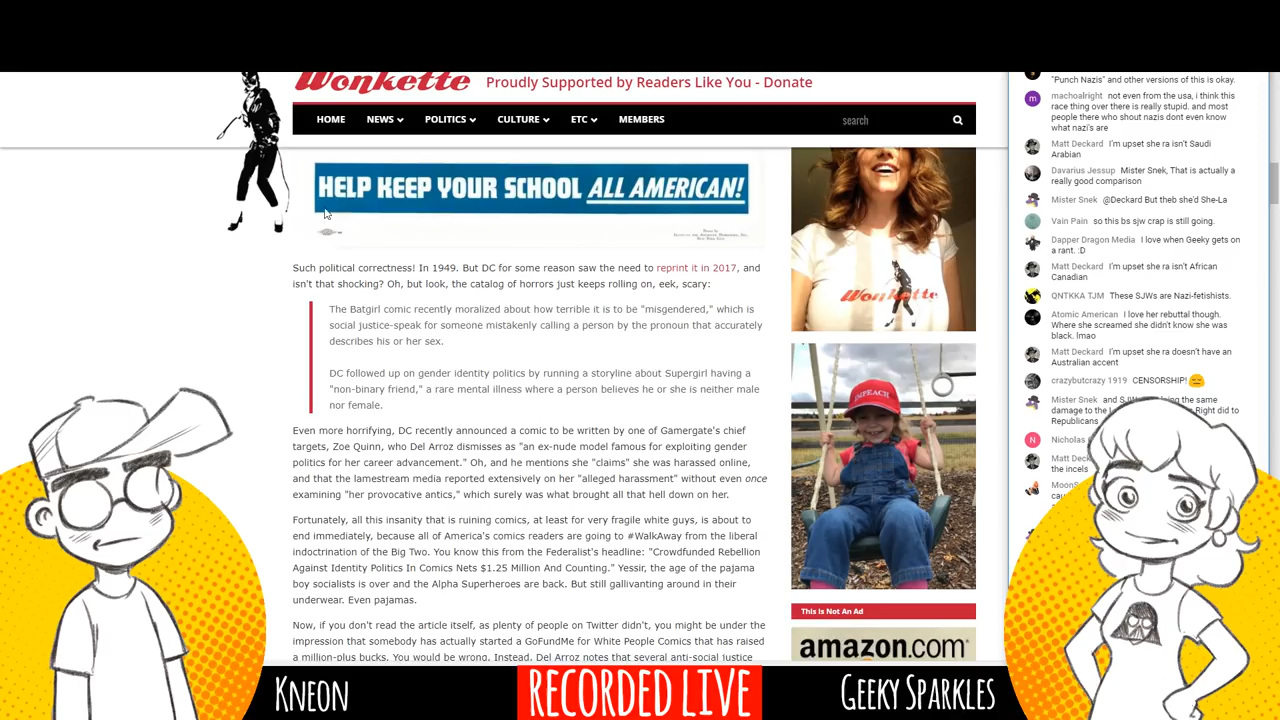 Wonkette
Proudly Supported by Readers Like You - Donate
HOME NEWS POLITICS CULTURE ETC MEMBERS
search
HELP KEEP YOUR SCHOOL ALL AMERICAN!
Such political correctness! In 1949. But DC for some reason saw the need to reprint it in 2017, and
isn't that shocking? Oh, but look, the catalog of horrors just keeps rolling on, eek, scary:
The Batgirl comic recently moralized about how terrible it is to be "misgendered," which is
social justice-speak for someone mistakenly calling a person by the pronoun that accurately
describes his or her sex.
DC followed up on gender identity politics by running a storyline about Supergirl having a
"non-binary friend," a rare mental illness where a person believes he or she is neither male
nor female.
Even more horrifying, DC recently announced a comic to be written by one of Gamergate's chief
targets, Zoe Quinn, who Del Arroz dismisses as "an ex-nude model famous for exploiting gender
politics for her career advancement." Oh, and he mentions she "claims" she was harassed online,
and that the lamestream media reported extensively on her "alleged harassment" without even once
examining "her provocative antics," which surely was what brought all that hell down on her.
Fortunately, all this insanity that is ruining comics, at least for very fragile white guys, is about to
end immediately, because all of America's comics readers are going to #WalkAway from the liberal
indoctrination of the Big Two. You know this from the Federalist's headline: "Crowdfunded Rebellion
Against Identity Politics In Comics Nets $1.25 Million And Counting." Yessir, the age of the pajama
boy socialists is over and the Alpha Superheroes are back. But still gallivanting around in their
underwear. Even pajamas.
Now, if you don't read the article itself, as plenty of people on Twitter didn't, you might be under the
impression that somebody has actually started a GoFundMe for White People Comics that has raised
a million-plus bucks. You would be wrong. Instead, Del Arroz notes that several anti-social justice
Wonkette
IMPEACH
This Is Not An Ad
amazon.com
"Punch Nazis" and other versions of this is okay.
m
machoalright not even from the usa, i think this
race thing over there is really stupid. and most
people there who shout nazis dont even know
what nazi's are
Matt Deckard I'm upset she ra isn't Saudi
Arabian
Davarius Jessup Mister Snek, That is actually a
really good comparison
Mister Snek @Deckard But theb she'd She-La
Vain Pain so this bs sjw crap is still going.
Dapper Dragon Media I love when Geeky gets on
a rant. :D
Matt Deckard I'm upset she ra isn't African
Canadian
QNTKKA TJM These SJWs are Nazi-fetishists.
Atomic American I love her rebuttal though.
Where she screamed she didn't know she was
black. lmao
Matt Deckard I'm upset she ra doesn't have an
Australian accent
crazybutcrazy 1919 CENSORSHIP!
Mister Snek and the same
damage to the Right did to
Republicans
N
Nicholas
Matt
the incels
Moon
Kneon
RECORDED LIVE
Geeky Sparkles